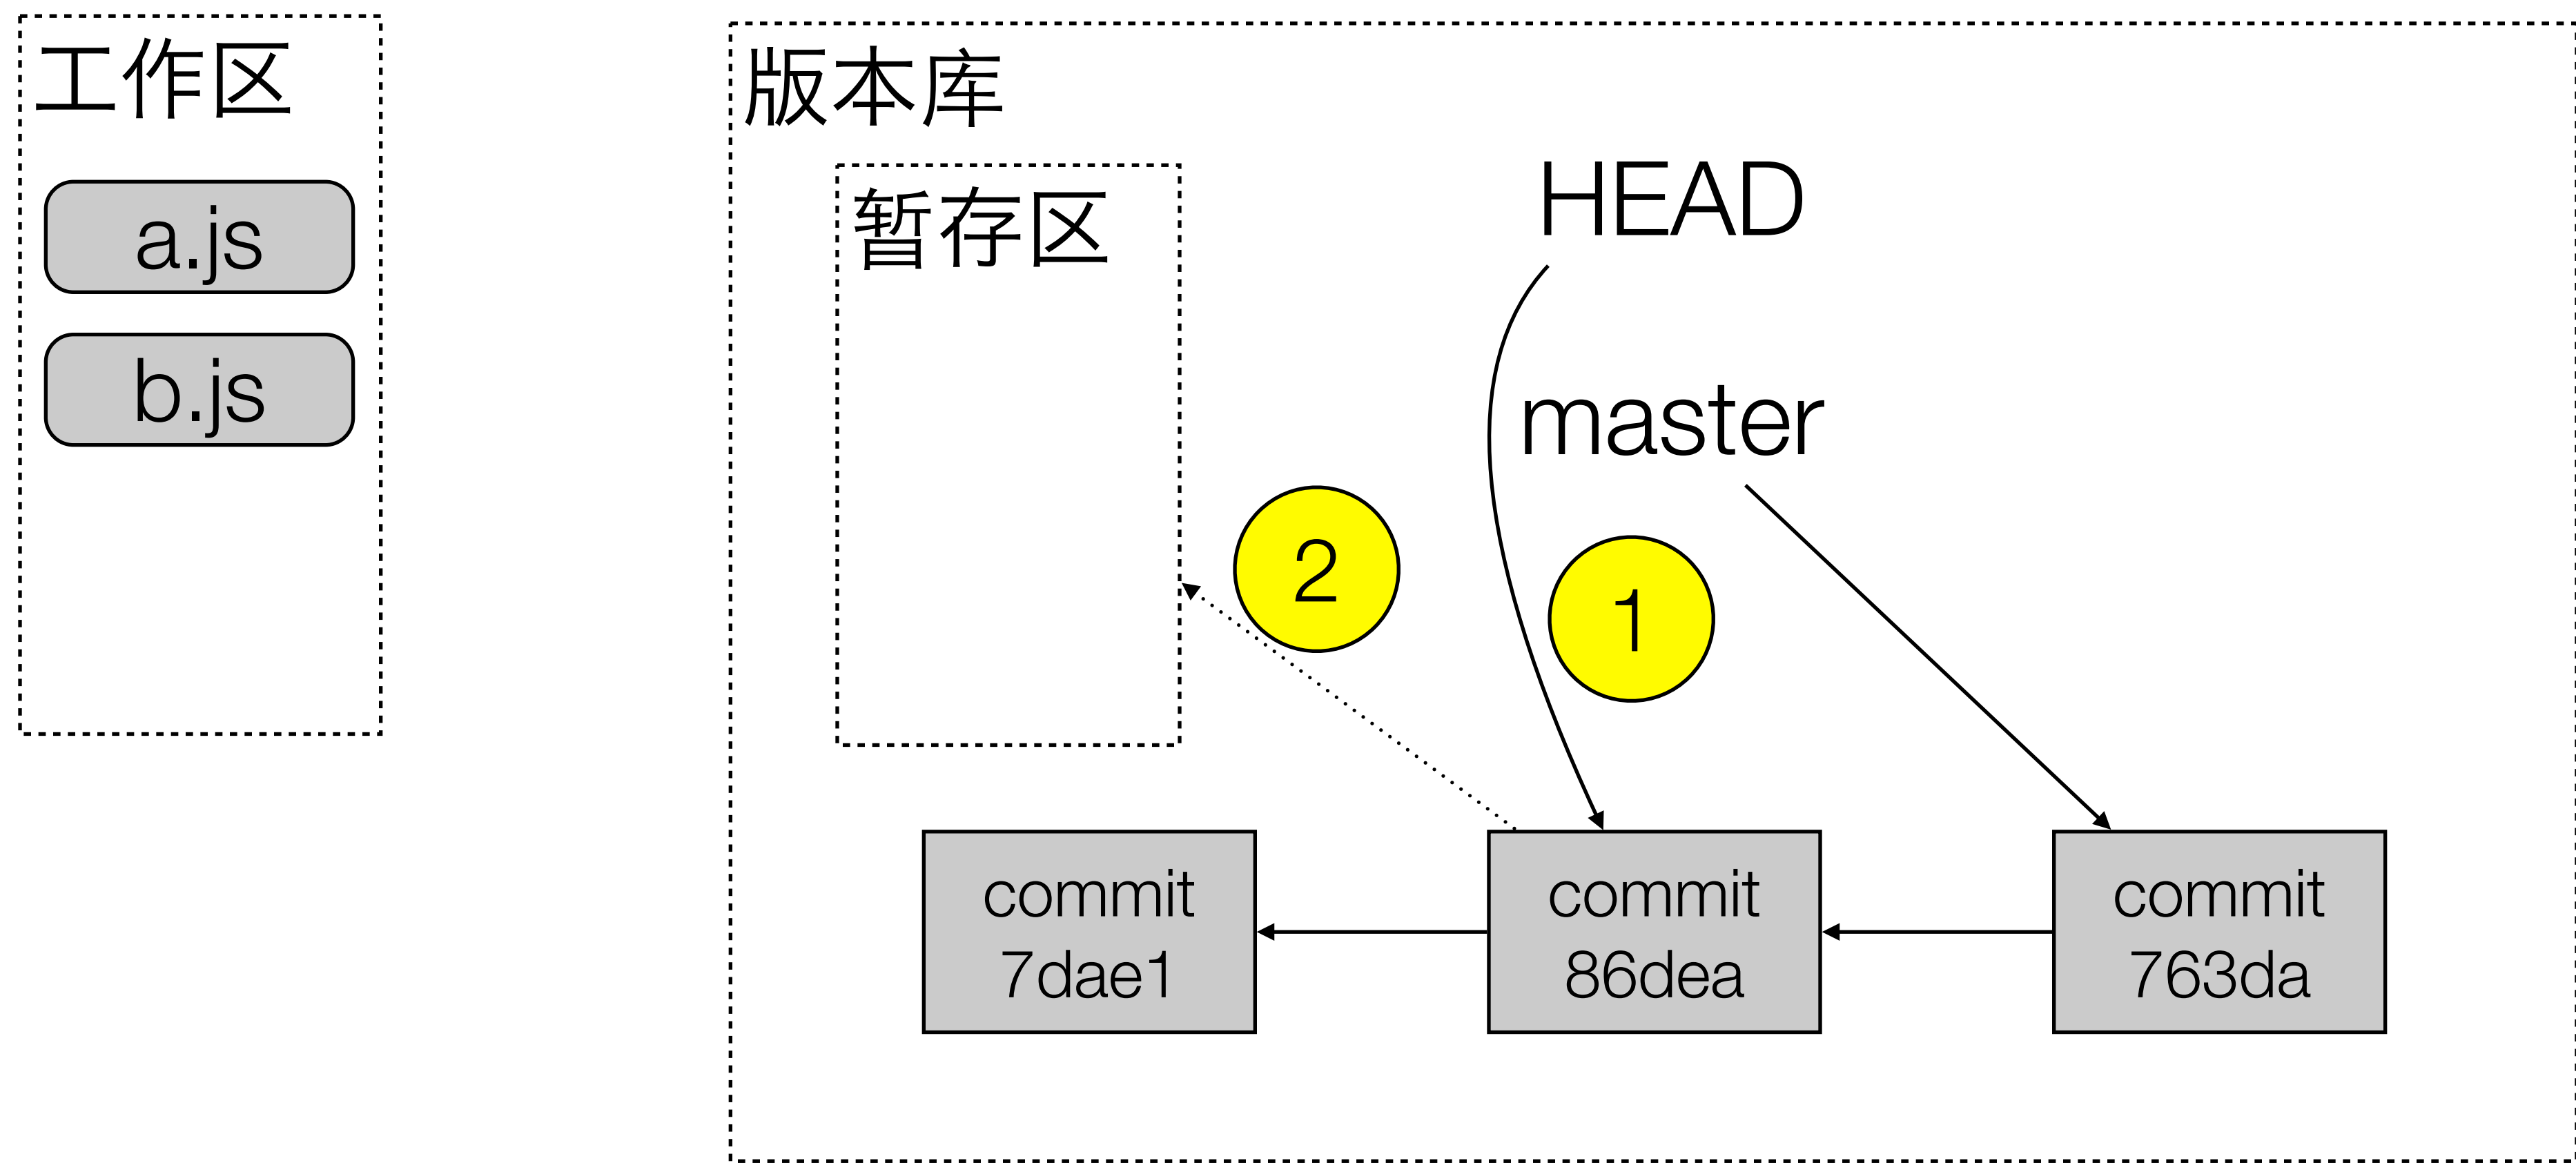 工作区
a.js
b.js
版本库
暂存区
HEAD
master
2
1
commit
7dae1
commit
86dea
commit
763da